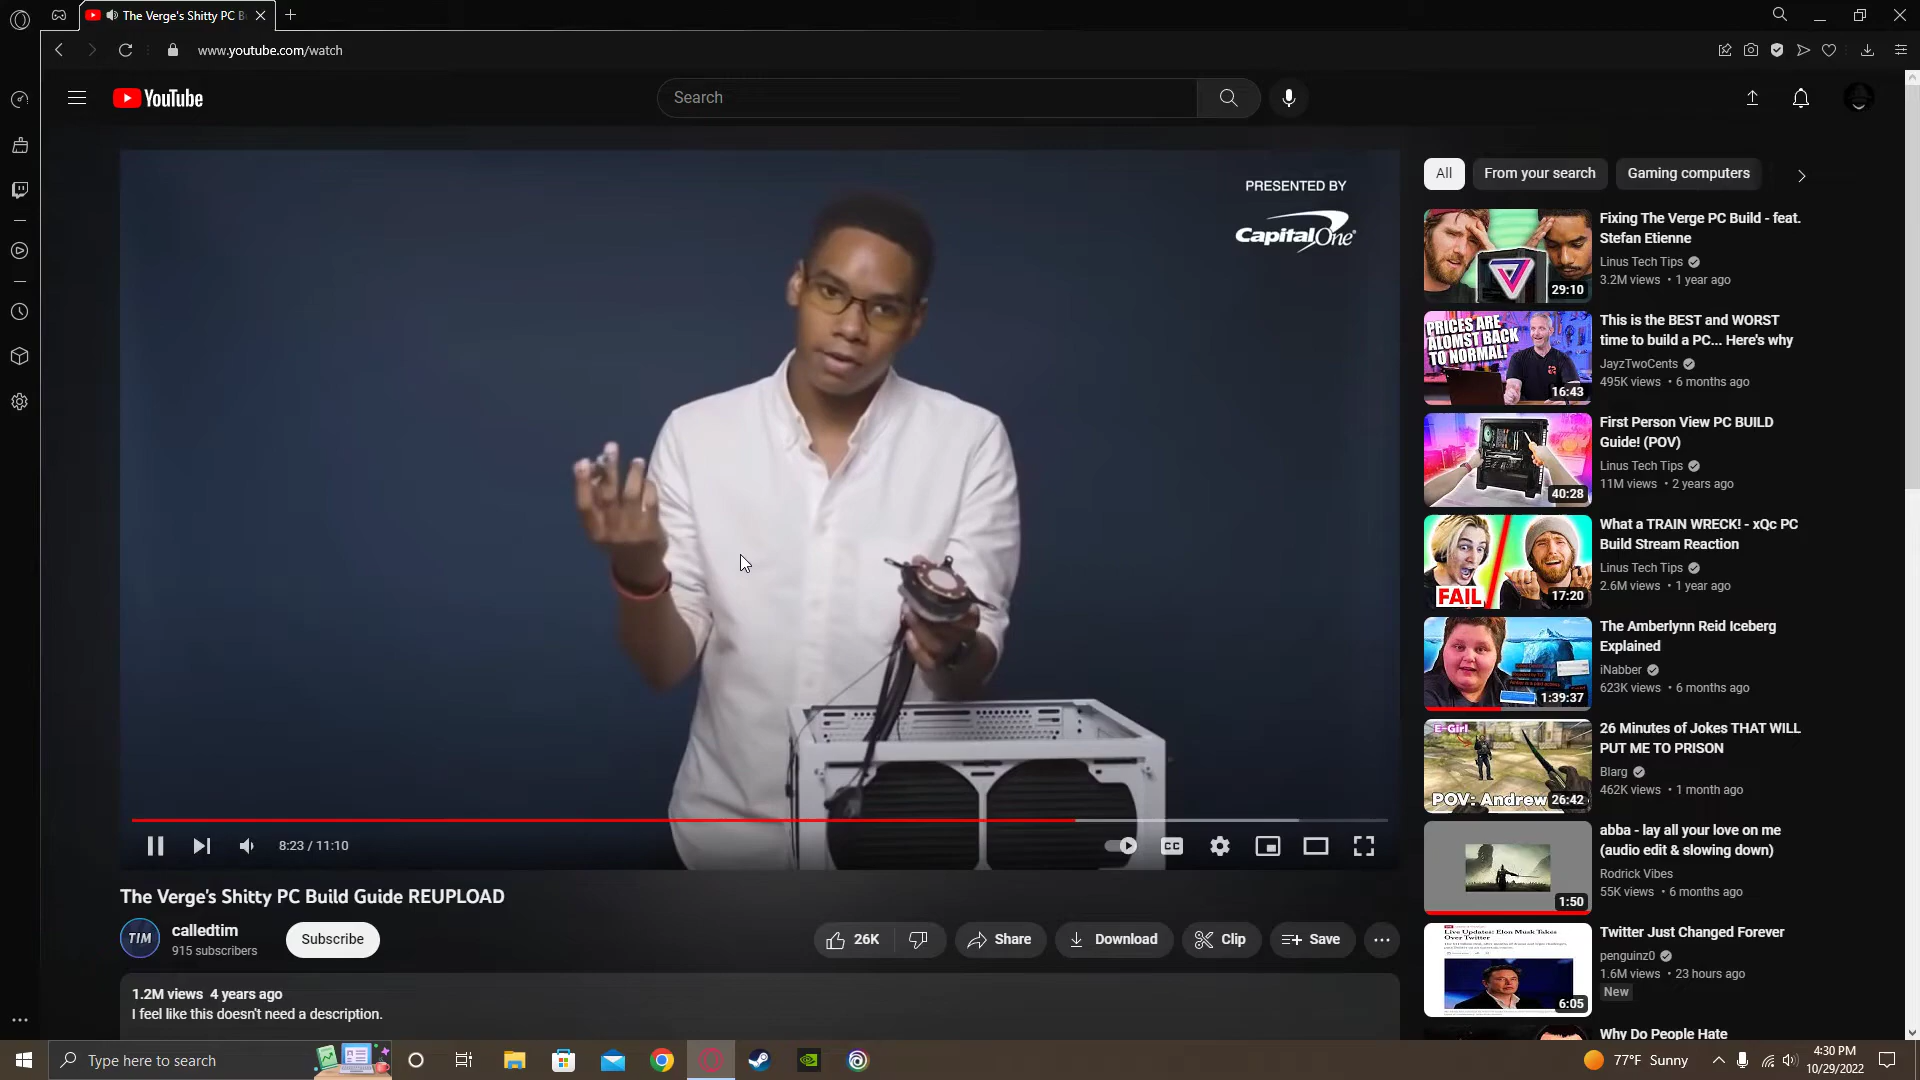 The Verge's Shitty PC B
www.youtube.com/watch
YouTube
Search
PRESENTED BY
CapitalOne
8:23 / 11:10
CC
The Verge's Shitty PC Build Guide REUPLOAD
TIM
calledtim
915 subscribers
Subscribe
26K
Share
Download
Clip
Save
1.2M views 4 years ago
I feel like this doesn't need a description.
All
From your search
Gaming computers
29:10
Fixing The Verge PC Build - feat.
Stefan Etienne
Linus Tech Tips
3.2M views • 1 year ago
PRICES ARE
ALOMST BACK
TO NORMAL!
16:43
This is the BEST and WORST
time to build a PC... Here's why
JayzTwoCents
495K views • 6 months ago
40:28
First Person View PC BUILD
Guide! (POV)
Linus Tech Tips
11M views • 2 years ago
FAIL
17:20
What a TRAIN WRECK! - xQc PC
Build Stream Reaction
Linus Tech Tips
2.6M views • 1 year ago
1:39:37
The Amberlynn Reid Iceberg
Explained
iNabber
623K views • 6 months ago
E-Girl
POV: Andrew
26:42
26 Minutes of Jokes THAT WILL
PUT ME TO PRISON
Blarg
462K views • 1 month ago
1:50
abba - lay all your love on me
(audio edit & slowing down)
Rodrick Vibes
55K views • 6 months ago
Live Updates: Elon Musk Takes
Over Twitter
6:05
Twitter Just Changed Forever
penguinz0
1.6M views • 23 hours ago
New
Why Do People Hate
Type here to search
77°F Sunny
4:30 PM
10/29/2022